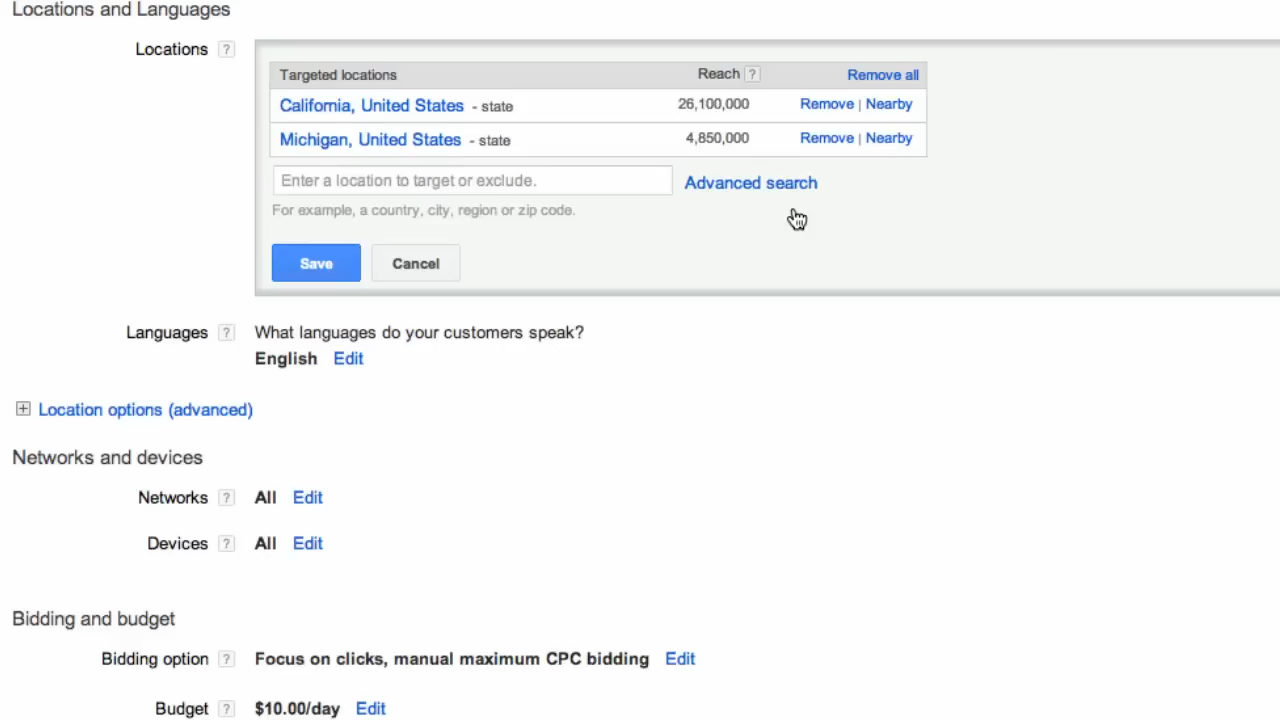 Locations and Languages
Locations ?
Targeted locations Reach ? Remove all
California, United States - state 26,100,000 Remove | Nearby
Michigan, United States - state 4,850,000 Remove | Nearby
Enter a location to target or exclude. Advanced search
For example, a country, city, region or zip code.
Save Cancel
Languages ? What languages do your customers speak?
English Edit
Location options (advanced)
Networks and devices
Networks ? All Edit
Devices ? All Edit
Bidding and budget
Bidding option ? Focus on clicks, manual maximum CPC bidding Edit
Budget ? $10.00/day Edit